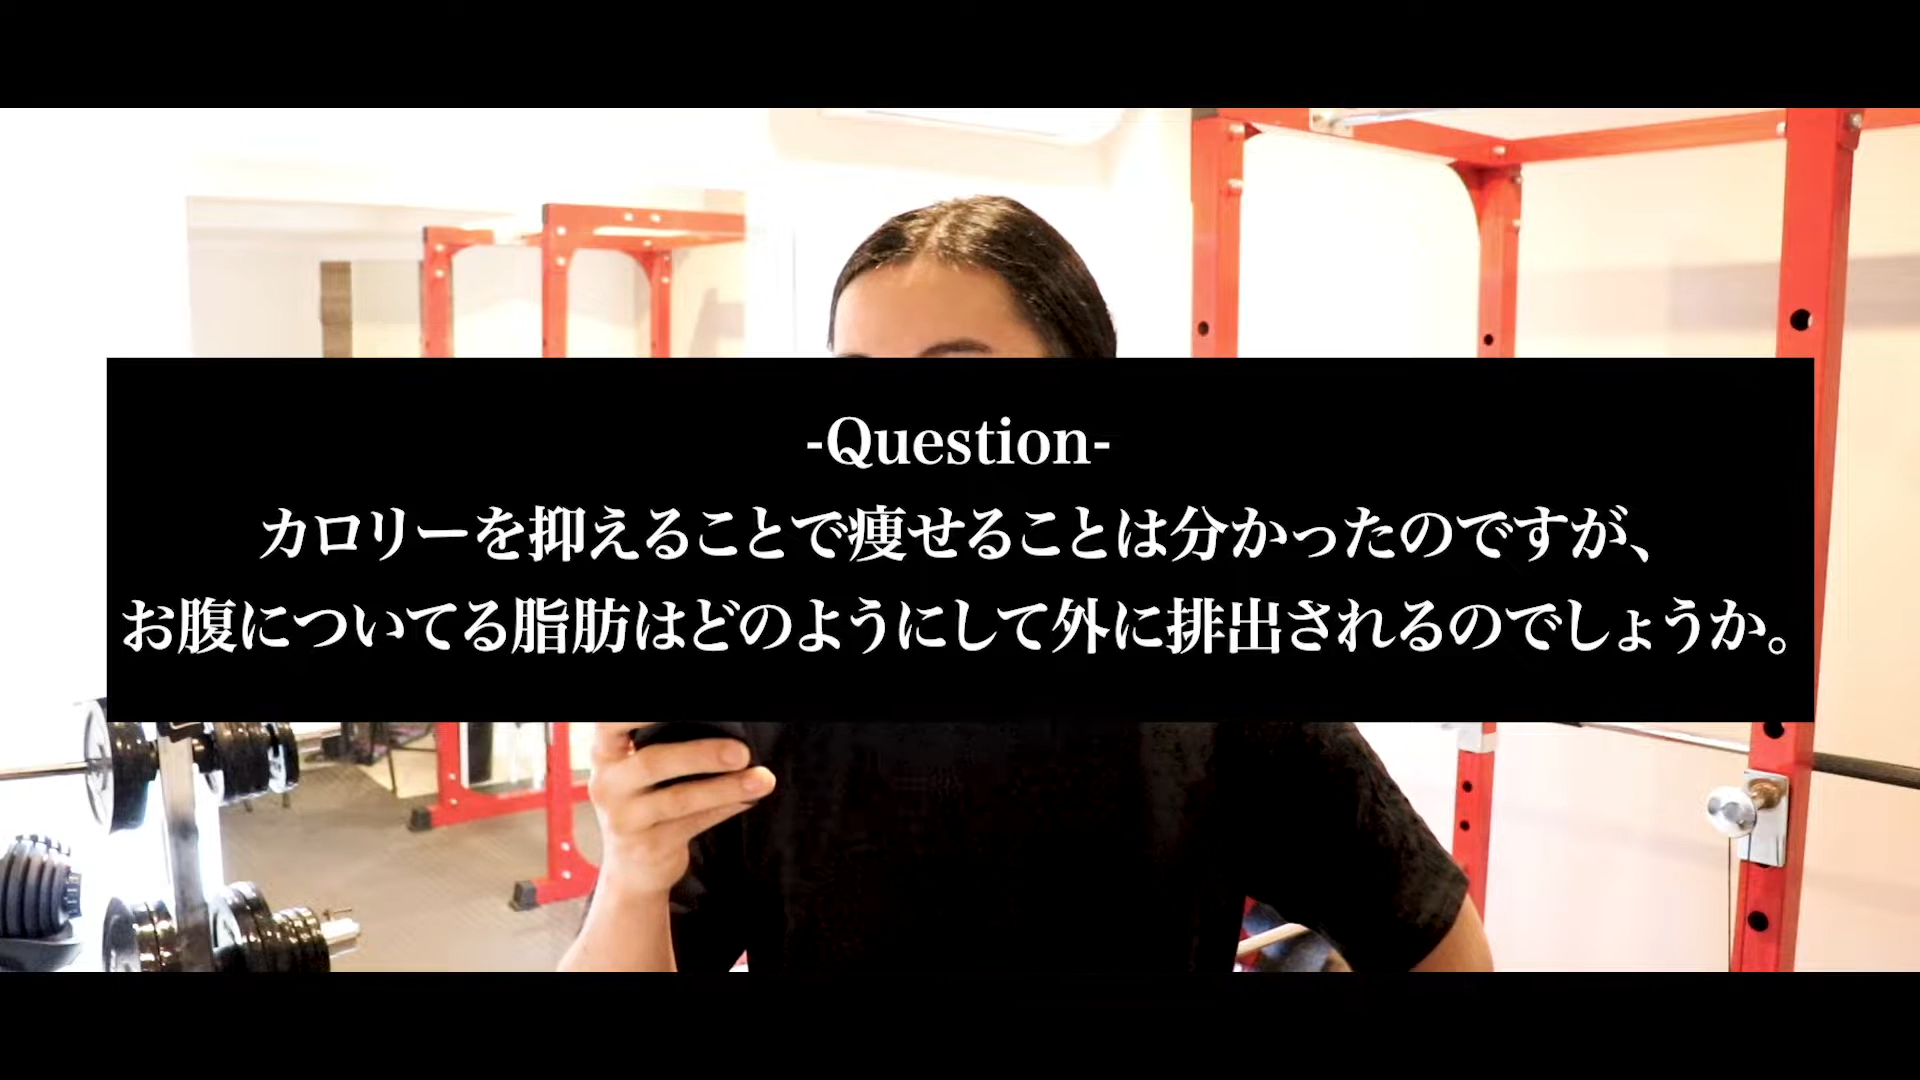 -Question-
カロリーを抑えることで痩せることは分かったのですが、
お腹についてる脂肪はどのようにして外に排出されるのでしょうか。